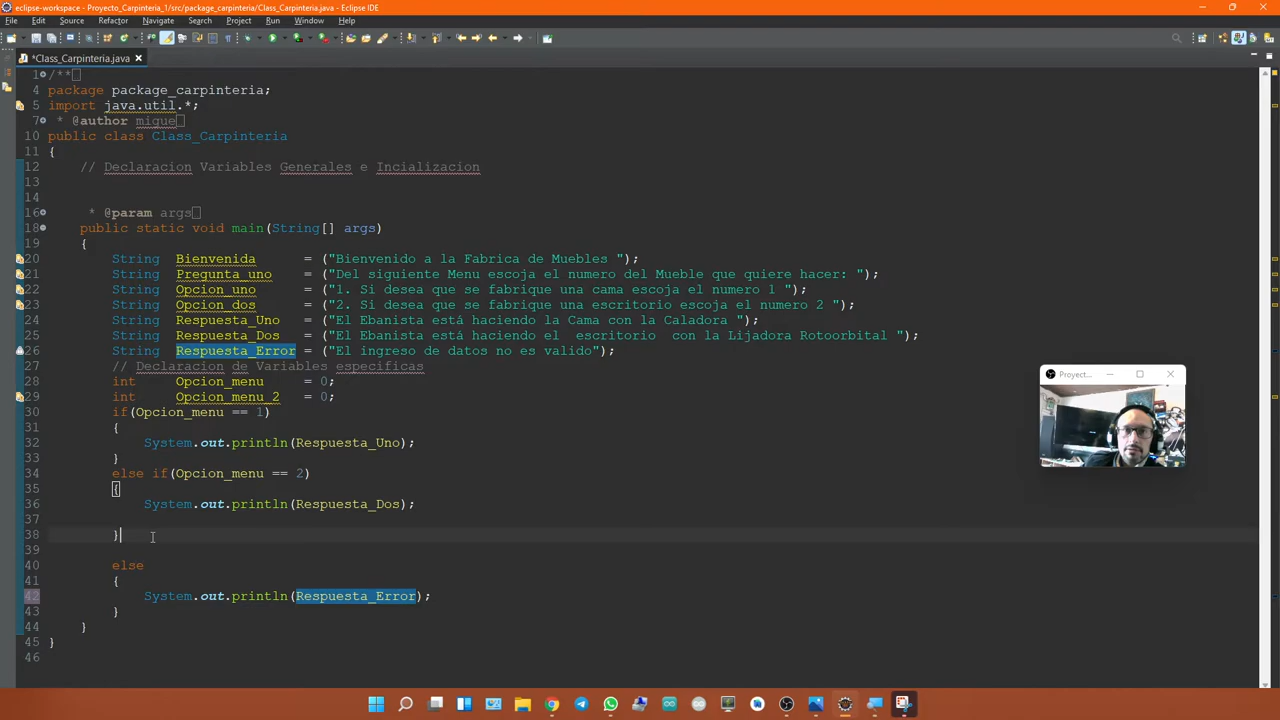 eclipse-workspace - Proyecto_Carpinteria_1/src/package_carpinteria/Class_Carpinteria.java - Eclipse IDE
File Edit Source Refactor Navigate Search Project Run Window Help
*Class_Carpinteria.java
1 /**
4 package package_carpinteria;
5 import java.util.*;
7 * @author migue
10 public class Class_Carpinteria
11 {
12 // Declaracion Variables Generales e Incializacion
13
14
16 * @param args
18 public static void main(String[] args)
19 {
20 String Bienvenida = ("Bienvenido a la Fabrica de Muebles ");
21 String Pregunta_uno = ("Del siguiente Menu escoja el numero del Mueble que quiere hacer: ");
22 String Opcion_uno = ("1. Si desea que se fabrique una cama escoja el numero 1 ");
23 String Opcion_dos = ("2. Si desea que se fabrique un escritorio escoja el numero 2 ");
24 String Respuesta_Uno = ("El Ebanista está haciendo la Cama con la Caladora ");
25 String Respuesta_Dos = ("El Ebanista está haciendo el  escritorio  con la Lijadora Rotoorbital ");
26 String Respuesta_Error = ("El ingreso de datos no es valido");
27 // Declaracion de Variables especificas
28 int Opcion_menu = 0;
29 int Opcion_menu_2 = 0;
30 if(Opcion_menu == 1)
31 {
32 System.out.println(Respuesta_Uno);
33 }
34 else if(Opcion_menu == 2)
35 {
36 System.out.println(Respuesta_Dos);
37
38 }
39
40 else
41 {
42 System.out.println(Respuesta_Error);
43 }
44 }
45 }
46
Proyec...